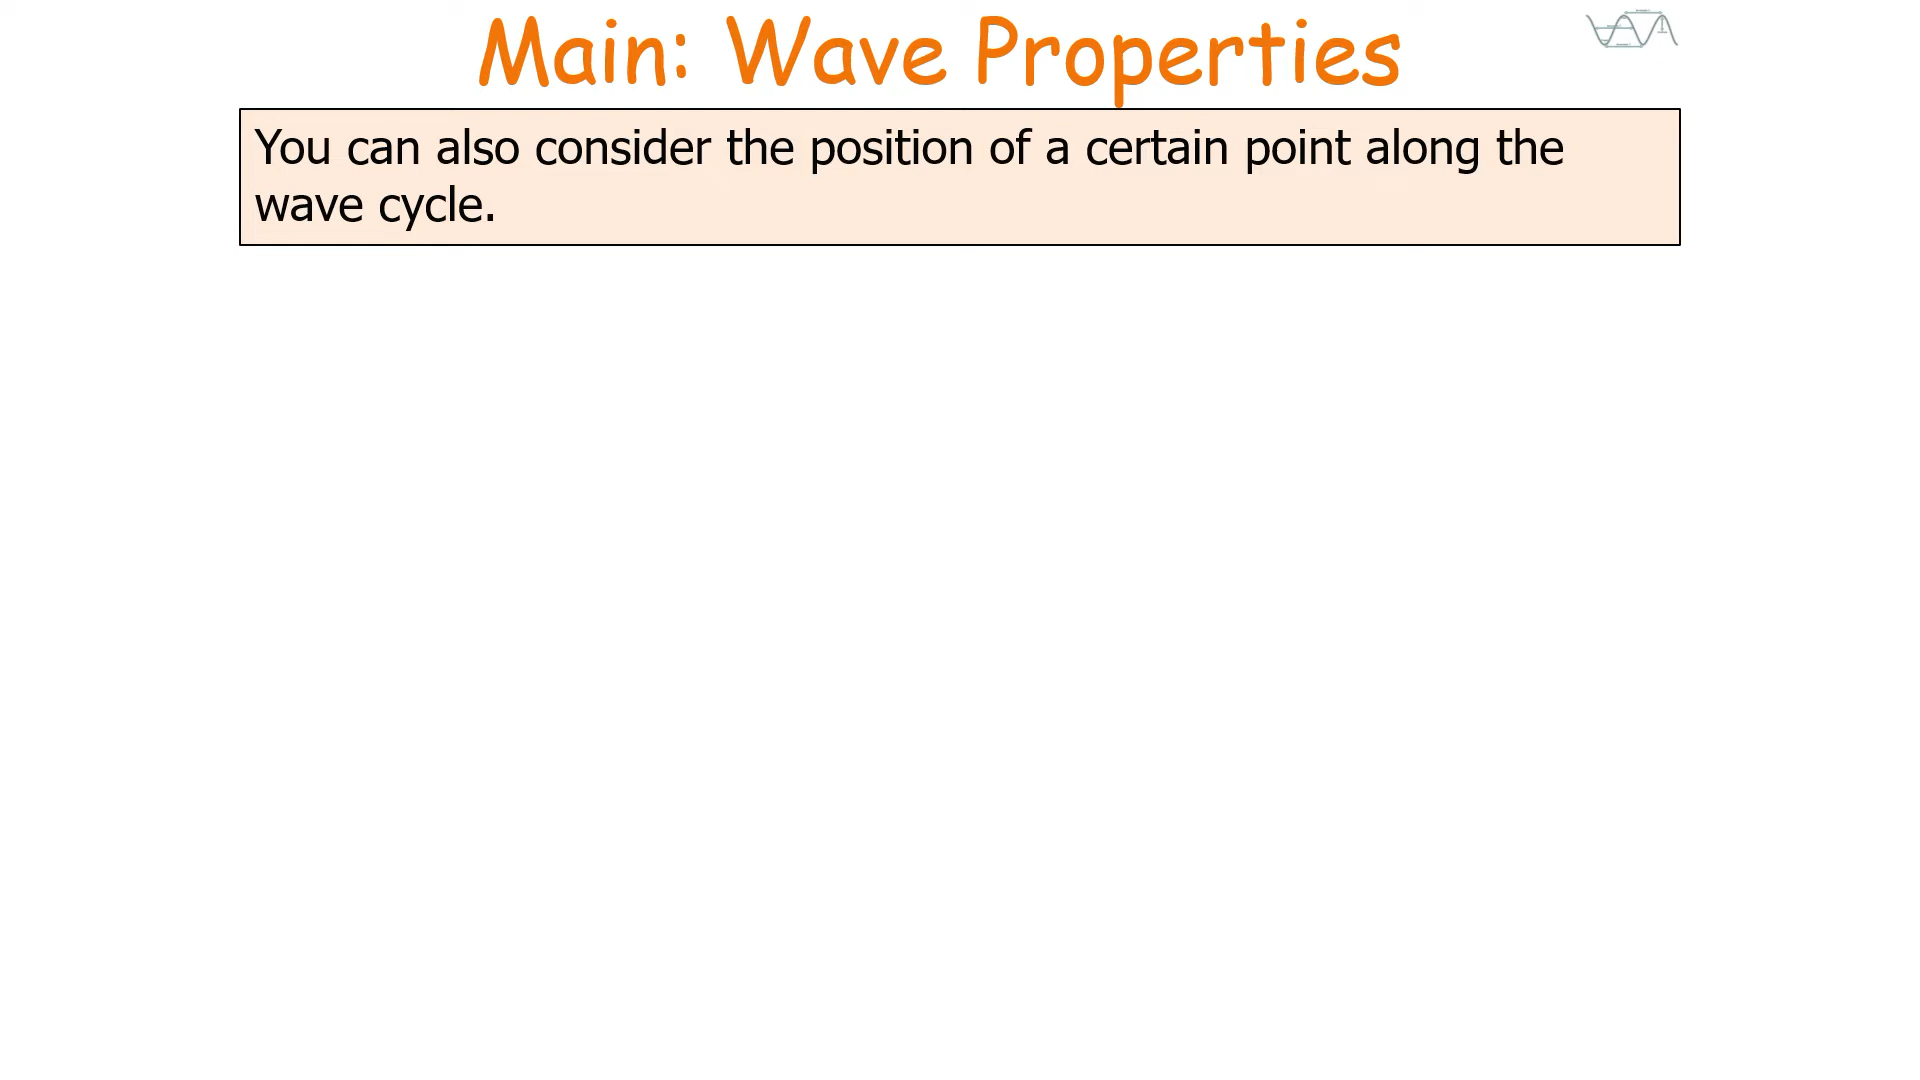 Main: Wave Properties
You can also consider the position of a certain point along the
wave cycle.